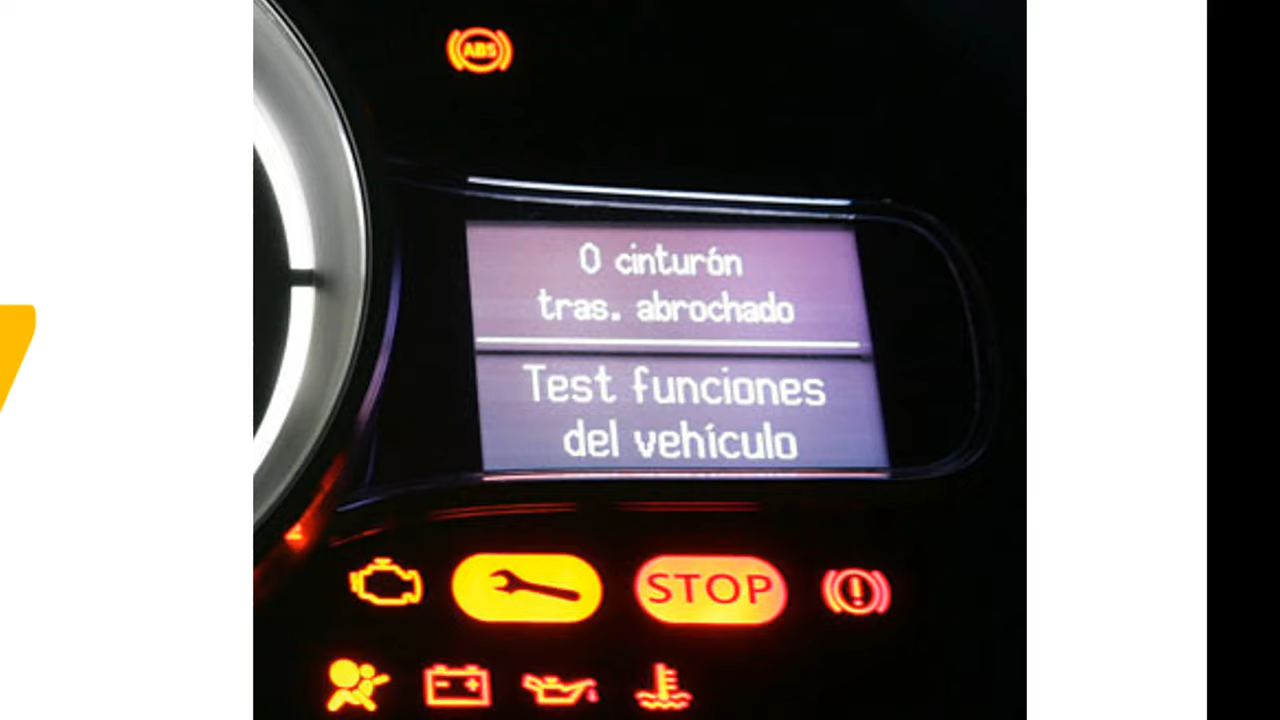 ABS
0 cinturón
tras. abrochado
Test funciones
del vehículo
STOP